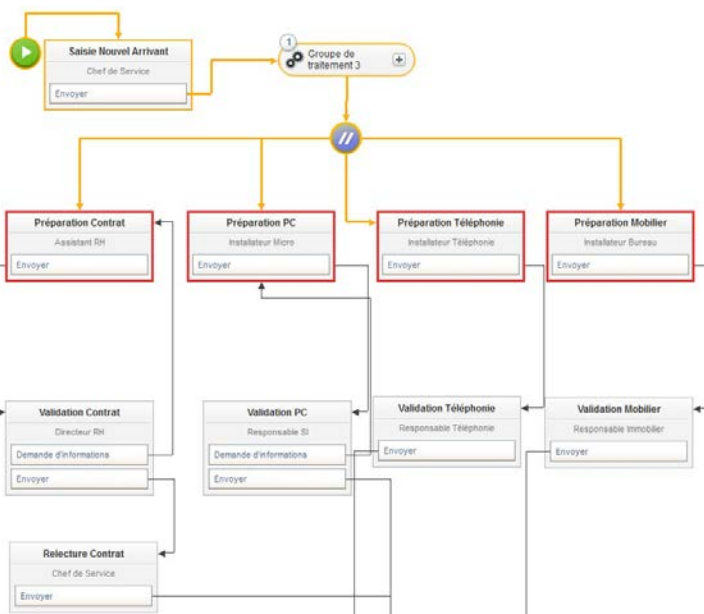 Saisie Nouvel Arrivant
Chef de Service
Envoyer
1
Groupe de
traitement 3
Préparation Contrat
Assistant RH
Envoyer
Préparation PC
Installateur Micro
Envoyer
Préparation Téléphonie
Installateur Téléphonie
Envoyer
Préparation Mobilier
Installateur Bureau
Envoyer
Validation Contrat
Directeur RH
Demande d'informations
Envoyer
Validation PC
Responsable SI
Demande d'informations
Envoyer
Validation Téléphonie
Responsable Téléphonie
Envoyer
Validation Mobilier
Responsable Immobilier
Envoyer
Relecture Contrat
Chef de Service
Envoyer